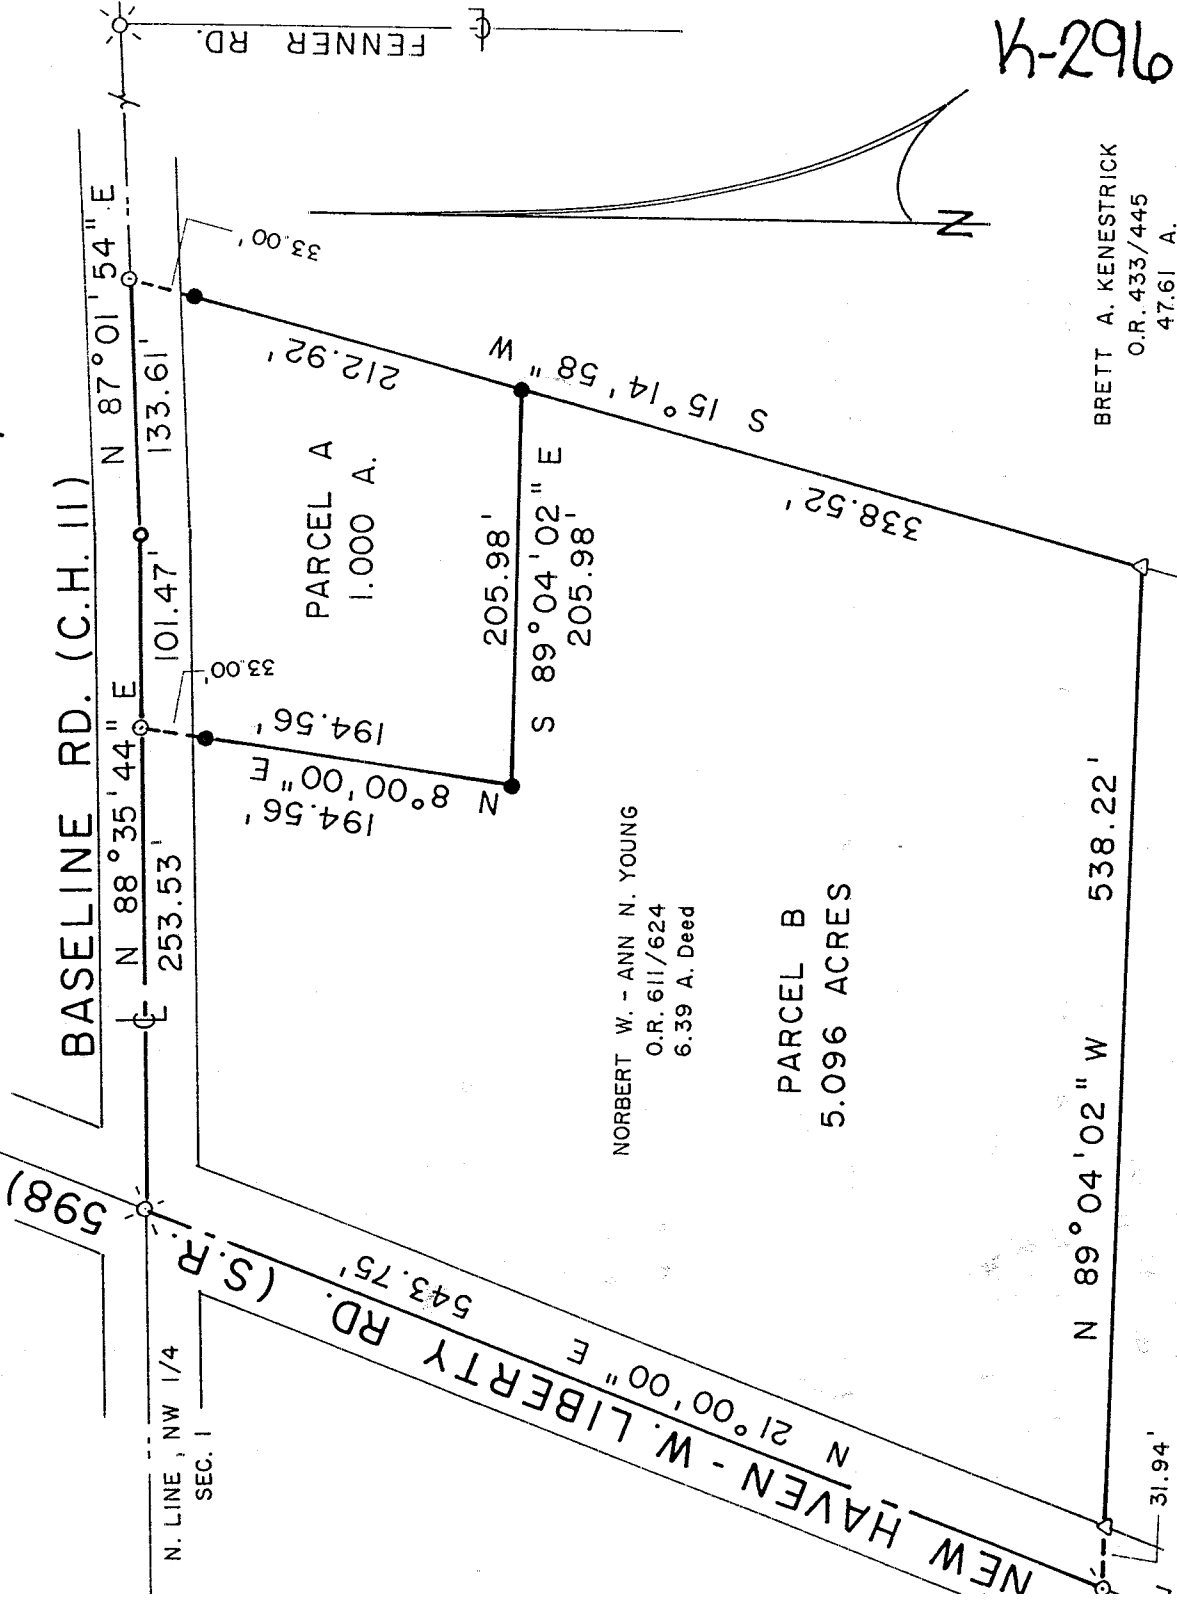 K-296
FENNER RD.
BASELINE RD. (C.H. 11)
N 87°01'54" E
133.61'
101.47'
N 88°35'44" E
253.53'
33.00'
33.00'
212.92'
PARCEL A
1.000 A.
205.98'
S 89°04'02" E
205.98'
194.56'
N 8°00'00" E
194.56'
S 15°14'58" W
338.52'
N
BRETT A. KENESTRICK
O.R. 433/445
47.61 A.
NORBERT W. - ANN N. YOUNG
O.R. 611/624
6.39 A. Deed
PARCEL B
5.096 ACRES
N 89°04'02" W 538.22'
31.94'
543.75'
N 21°00'00" E
NEW HAVEN - W. LIBERTY RD. (S.R. 598)
N. LINE, NW 1/4
SEC. 1